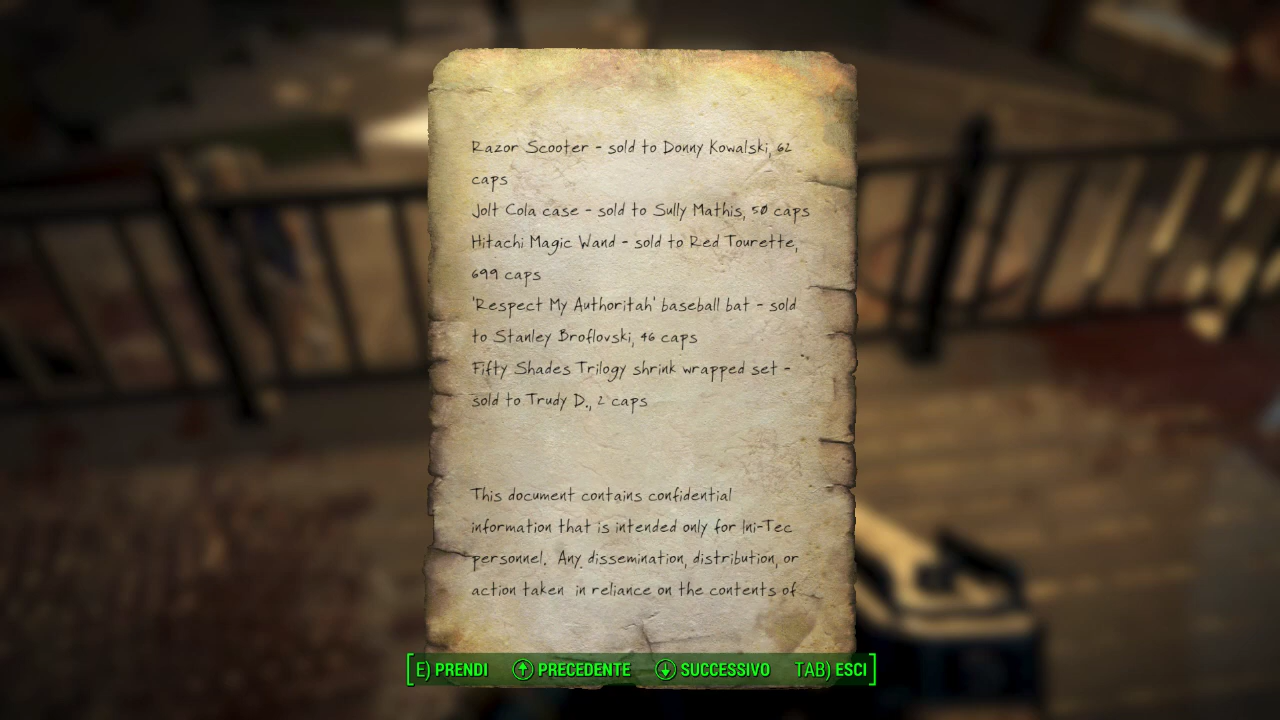 Razor Scooter - sold to Donny Kowalski, 62
caps
Jolt Cola case - sold to Sully Mathis, 50 caps
Hitachi Magic Wand - sold to Red Tourette,
699 caps
'Respect My Authoritah' baseball bat - sold
to Stanley Broflovski, 46 caps
Fifty Shades Trilogy shrink wrapped set -
sold to Trudy D., 2 caps
This document contains confidential
information that is intended only for Ini-Tec
personnel. Any dissemination, distribution, or
action taken in reliance on the contents of
E) PRENDI PRECEDENTE SUCCESSIVO TAB) ESCI